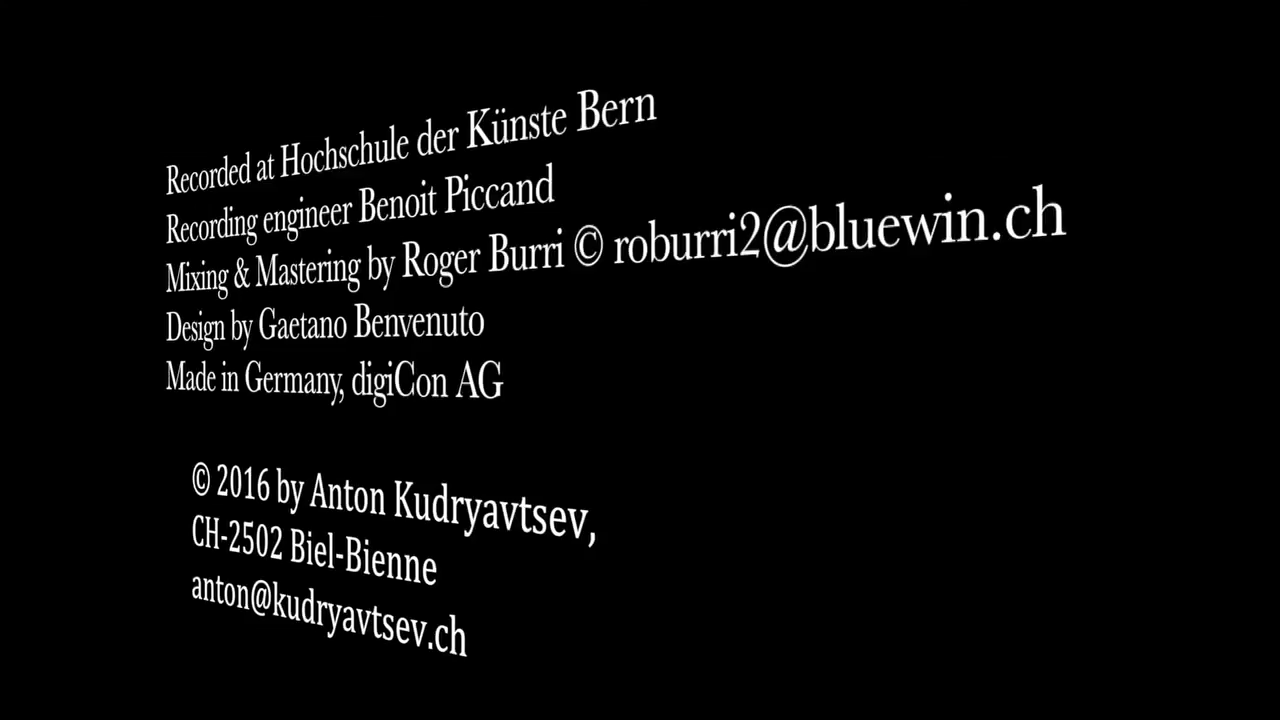 Recorded at Hochschule der Künste Bern
Recording engineer Benoit Piccand
Mixing & Mastering by Roger Burri © roburri2@bluewin.ch
Design by Gaetano Benvenuto
Made in Germany, digiCon AG
© 2016 by Anton Kudryavtsev,
CH-2502 Biel-Bienne
anton@kudryavtsev.ch